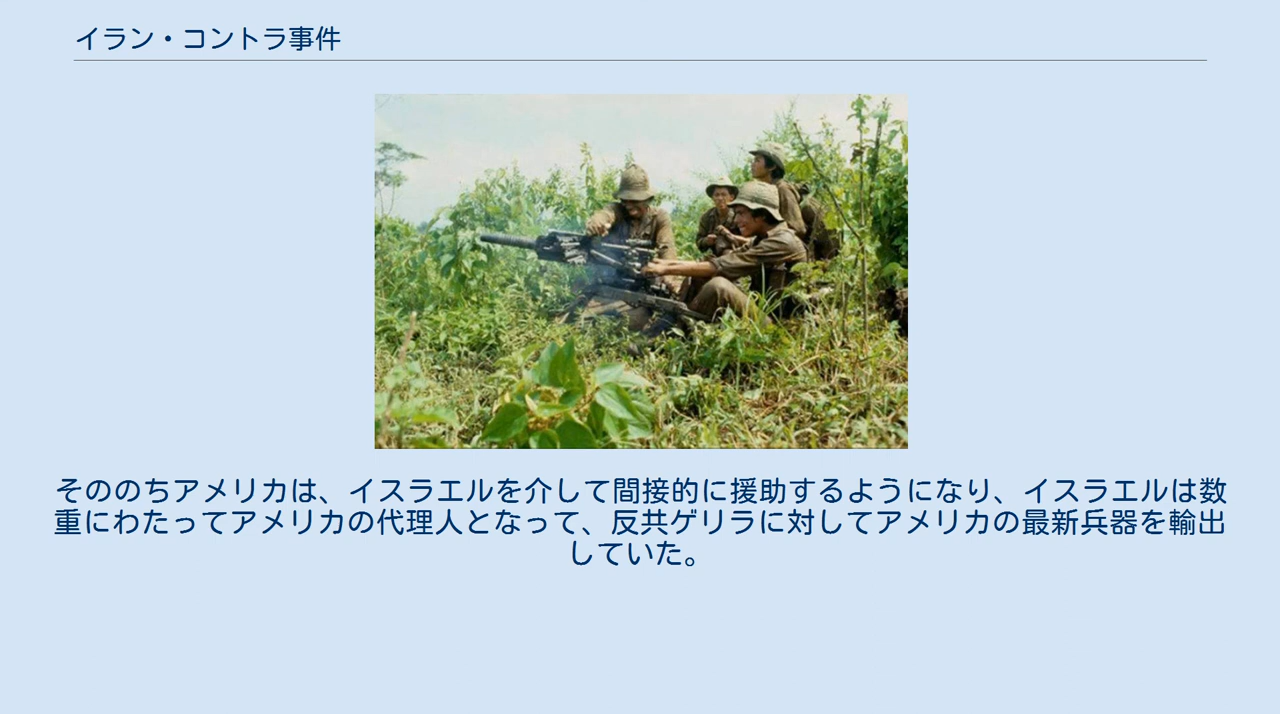 イラン・コントラ事件
そののちアメリカは、イスラエルを介して間接的に援助するようになり、イスラエルは数
重にわたってアメリカの代理人となって、反共ゲリラに対してアメリカの最新兵器を輸出
していた。